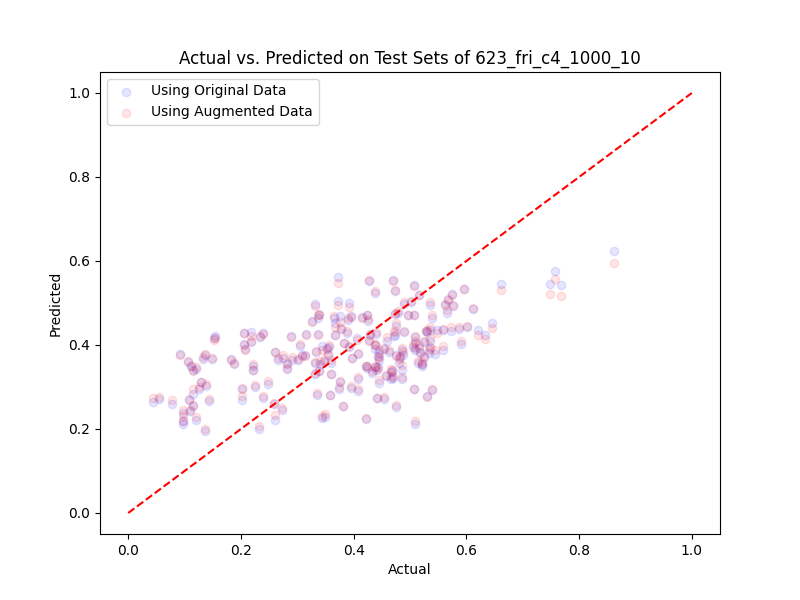 Actual vs. Predicted on Test Sets of 623_fri_c4_1000_10
Using Original Data
Using Augmented Data
1.0
0.8
0.6
0.4
0.2
0.0
Predicted
0.0 0.2 0.4 0.6 0.8 1.0
Actual